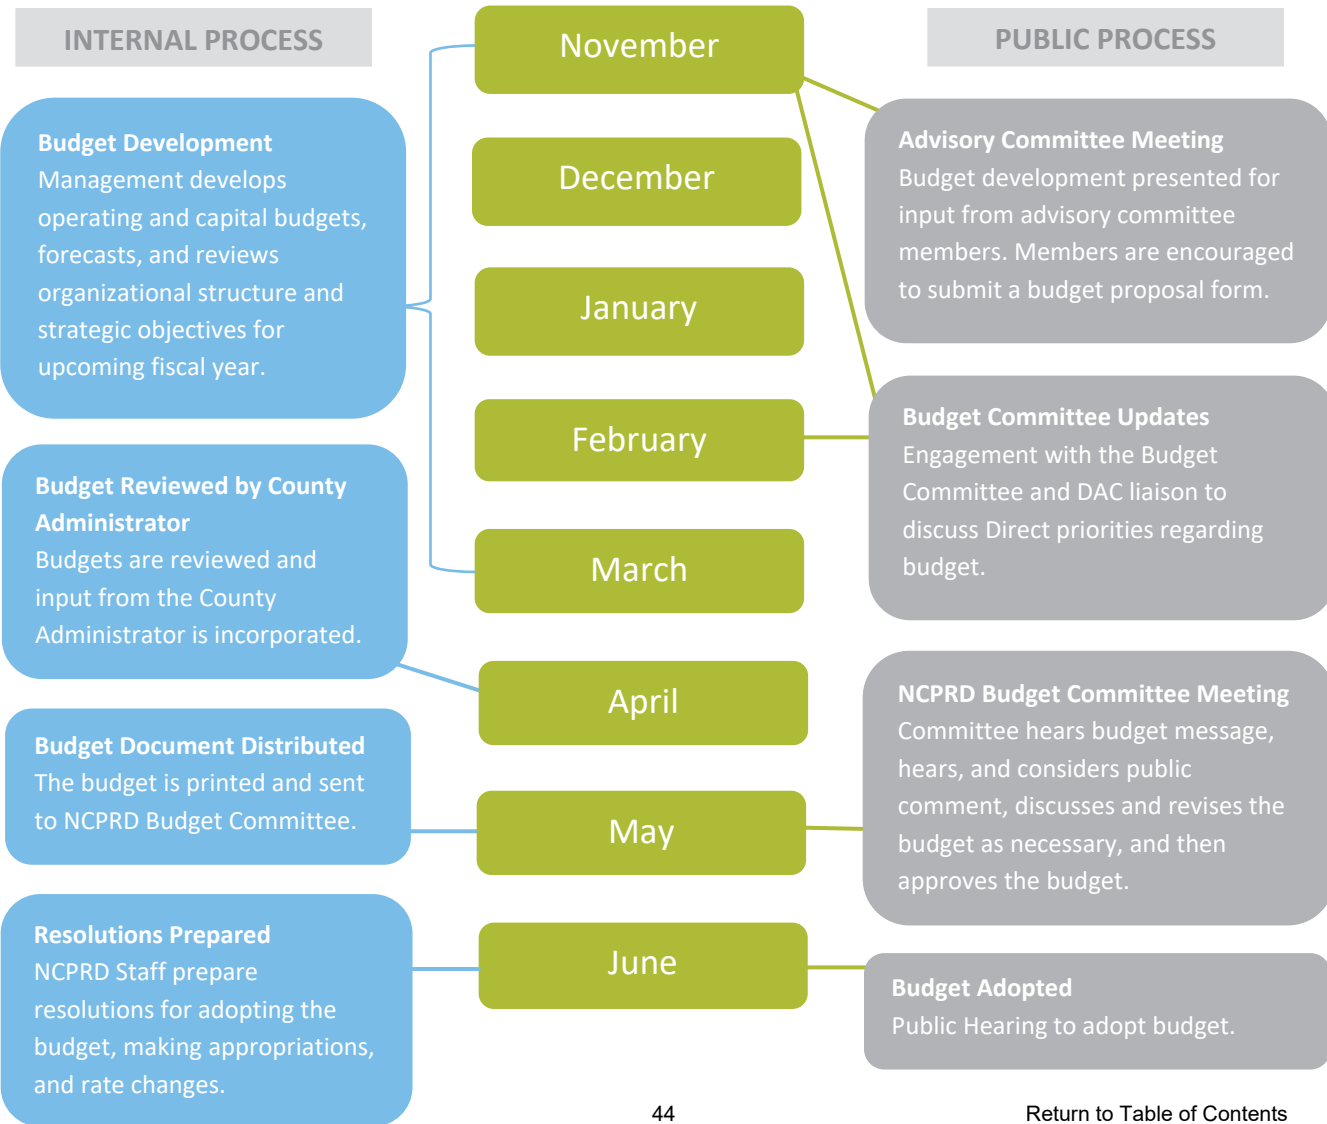 INTERNAL PROCESS
Budget Development
Management develops
operating and capital budgets,
forecasts, and reviews
organizational structure and
strategic objectives for
upcoming fiscal year.
Budget Reviewed by County
Administrator
Budgets are reviewed and
input from the County
Administrator is incorporated.
Budget Document Distributed
The budget is printed and sent
to NCPRD Budget Committee.
Resolutions Prepared
NCPRD Staff prepare
resolutions for adopting the
budget, making appropriations,
and rate changes.
November
December
January
February
March
April
May
June
PUBLIC PROCESS
Advisory Committee Meeting
Budget development presented for
input from advisory committee
members. Members are encouraged
to submit a budget proposal form.
Budget Committee Updates
Engagement with the Budget
Committee and DAC liaison to
discuss Direct priorities regarding
budget.
NCPRD Budget Committee Meeting
Committee hears budget message,
hears, and considers public
comment, discusses and revises the
budget as necessary, and then
approves the budget.
Budget Adopted
Public Hearing to adopt budget.
44
Return to Table of Contents